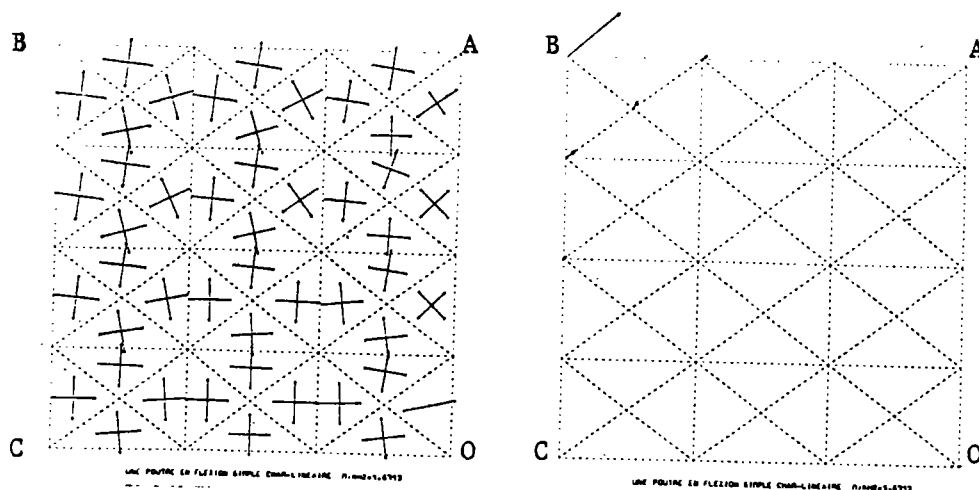 B A B A
C O C O
UNE POUTRE EN FLEXION SIMPLE CHAR-LINEAIRE
UNE POUTRE EN FLEXION SIMPLE CHAR-LINEAIRE